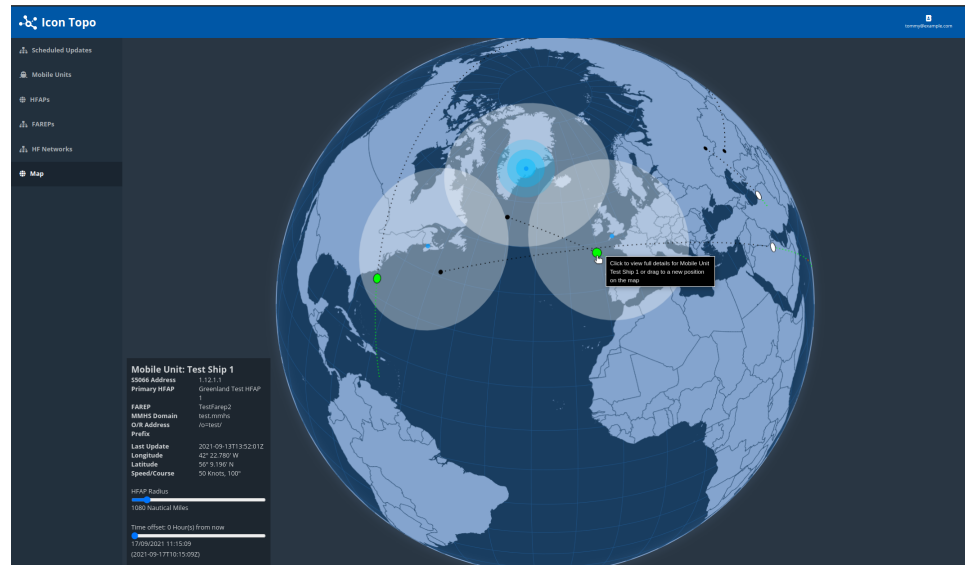 Icon Topo
tommy@example.com
Scheduled Updates
Mobile Units
HFAPs
FAREPs
HF Networks
Map
Click to view full details for Mobile Unit
Test Ship 1 or drag to a new position
on the map
Mobile Unit: Test Ship 1
S5066 Address 1.12.1.1
Primary HFAP Greenland Test HFAP
1
FAREP TestFarep2
MMHS Domain test.mmhs
O/R Address /o=test/
Prefix
Last Update 2021-09-13T13:52:01Z
Longitude 42° 22.780' W
Latitude 56° 9.196' N
Speed/Course 50 Knots, 100°
HFAP Radius
1080 Nautical Miles
Time offset: 0 Hour(s) from now
17/09/2021 11:15:09
(2021-09-17T10:15:09Z)